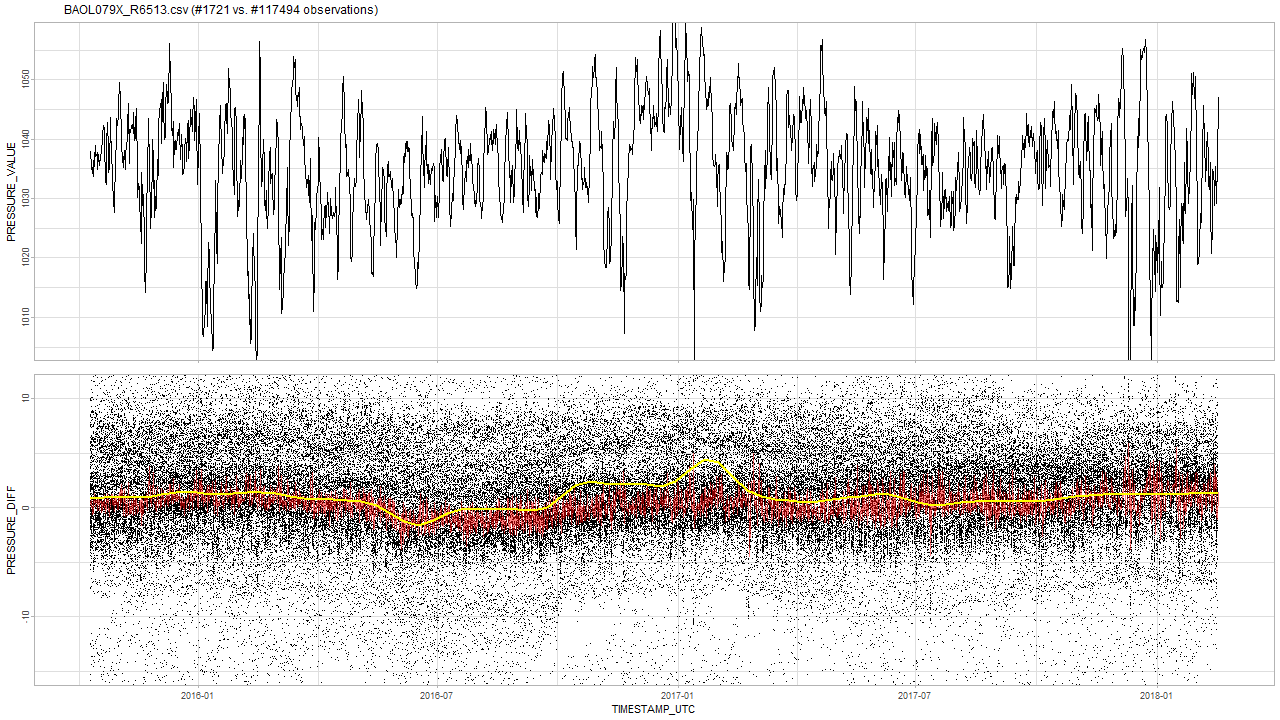 BAOL079X_R6513.csv (#1721 vs. #117494 observations)
PRESSURE_VALUE
1050
1040
1030
1020
1010
PRESSURE_DIFF
10
0
-10
2016-01 2016-07 2017-01 2017-07 2018-01
TIMESTAMP_UTC